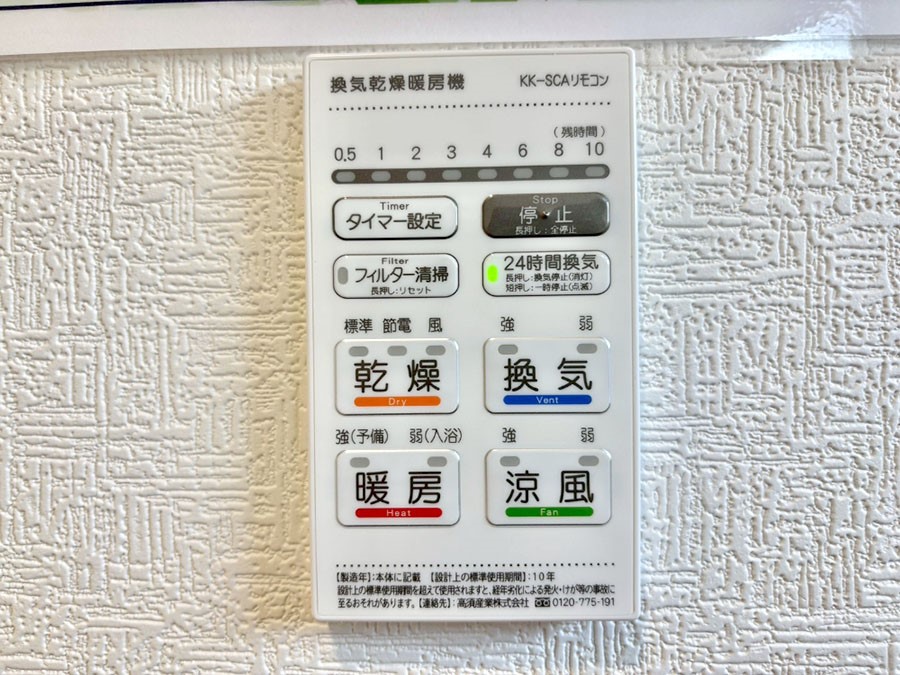 換気乾燥暖房機 KK-SCAリモコン
(残時間)
0.5 1 2 3 4 6 8 10
Timer
タイマー設定
Stop
停・止
長押し:全停止
Filter
フィルター清掃
長押し:リセット
24時間換気
長押し:換気停止(消灯)
短押し:一時停止(点滅)
標準 節電 風
乾燥
Dry
強 弱
換気
Vent
強(予備) 弱(入浴)
暖房
Heat
強 弱
涼風
Fan
【製造年】:本体に記載 【設計上の標準使用期間】:10年
設計上の標準使用期間を超えて使用されますと、経年劣化による発火・けが等の事故に
至るおそれがあります。【連絡先】:高須産業株式会社 0120-775-191